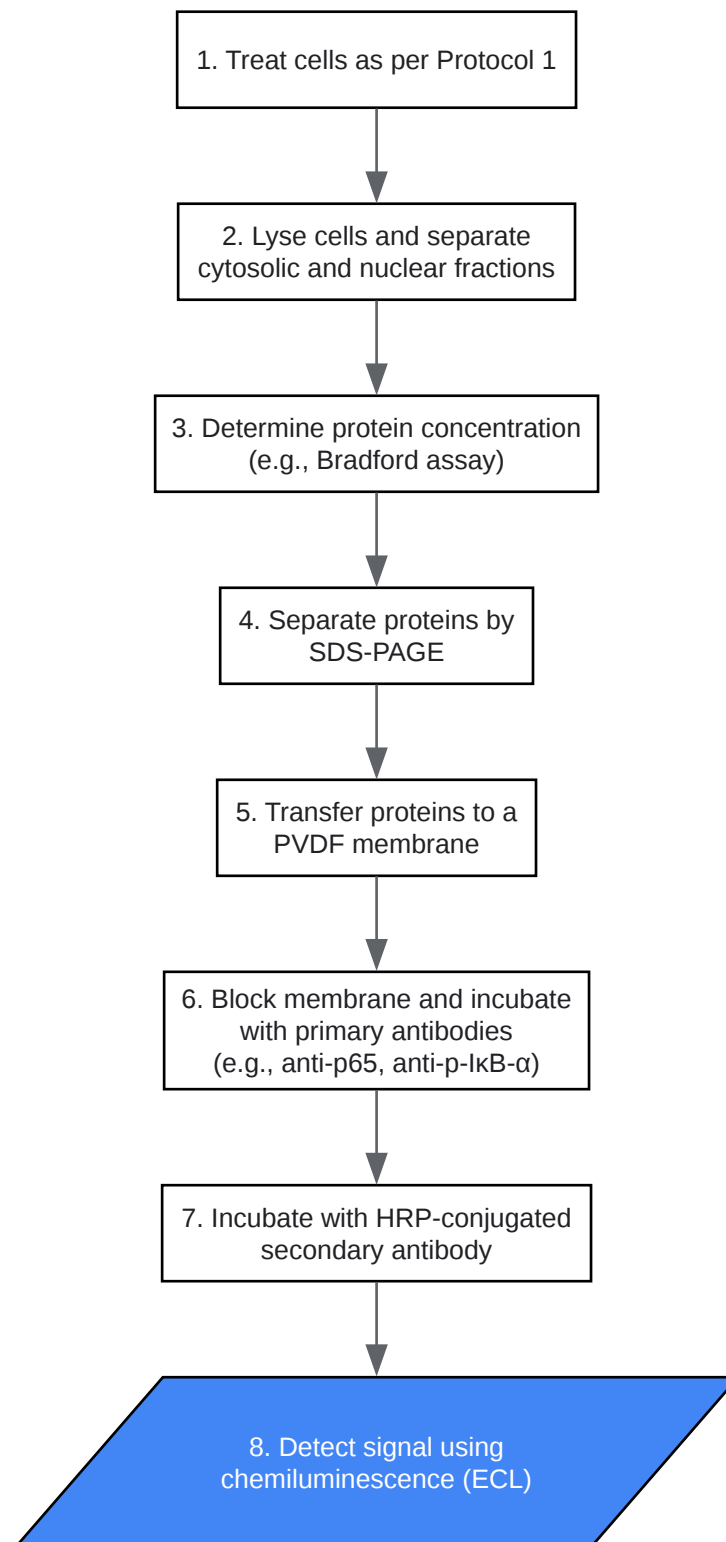 1. Treat cells as per Protocol 1
2. Lyse cells and separate
cytosolic and nuclear fractions
3. Determine protein concentration
(e.g., Bradford assay)
4. Separate proteins by
SDS-PAGE
5. Transfer proteins to a
PVDF membrane
6. Block membrane and incubate
with primary antibodies
(e.g., anti-p65, anti-p-IκB-α)
7. Incubate with HRP-conjugated
secondary antibody
8. Detect signal using
chemiluminescence (ECL)